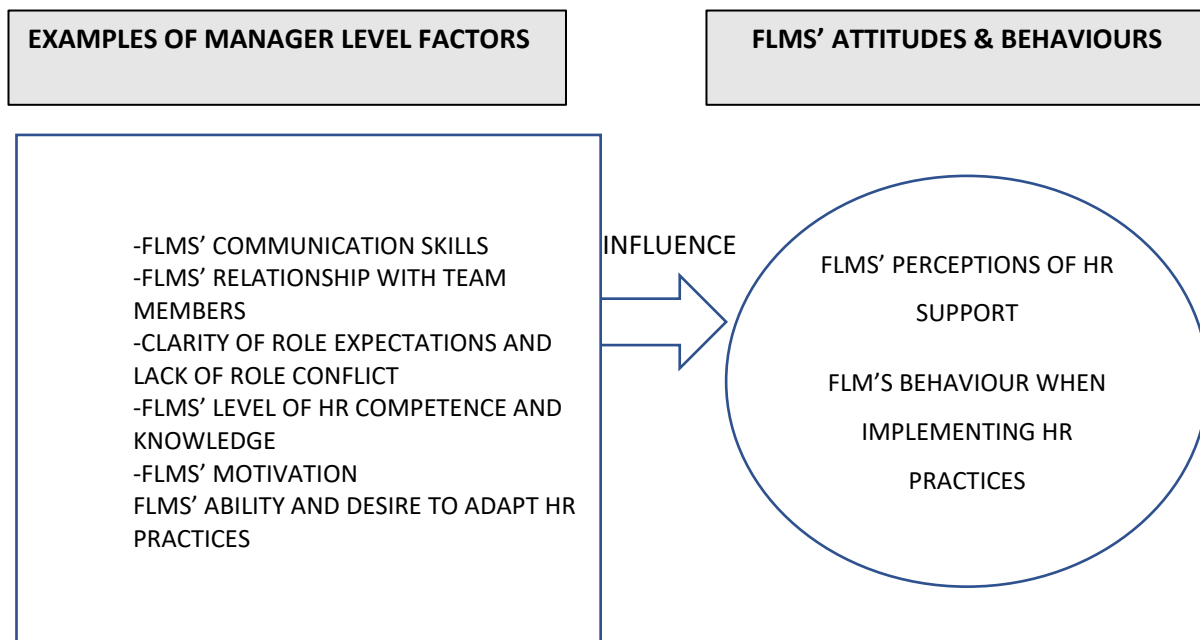 EXAMPLES OF MANAGER LEVEL FACTORS
FLMS’ ATTITUDES & BEHAVIOURS
-FLMS’ COMMUNICATION SKILLS
-FLMS’ RELATIONSHIP WITH TEAM
MEMBERS
-CLARITY OF ROLE EXPECTATIONS AND
LACK OF ROLE CONFLICT
-FLMS’ LEVEL OF HR COMPETENCE AND
KNOWLEDGE
-FLMS’ MOTIVATION
FLMS’ ABILITY AND DESIRE TO ADAPT HR
PRACTICES
INFLUENCE
FLMS’ PERCEPTIONS OF HR
SUPPORT
FLM’S BEHAVIOUR WHEN
IMPLEMENTING HR
PRACTICES